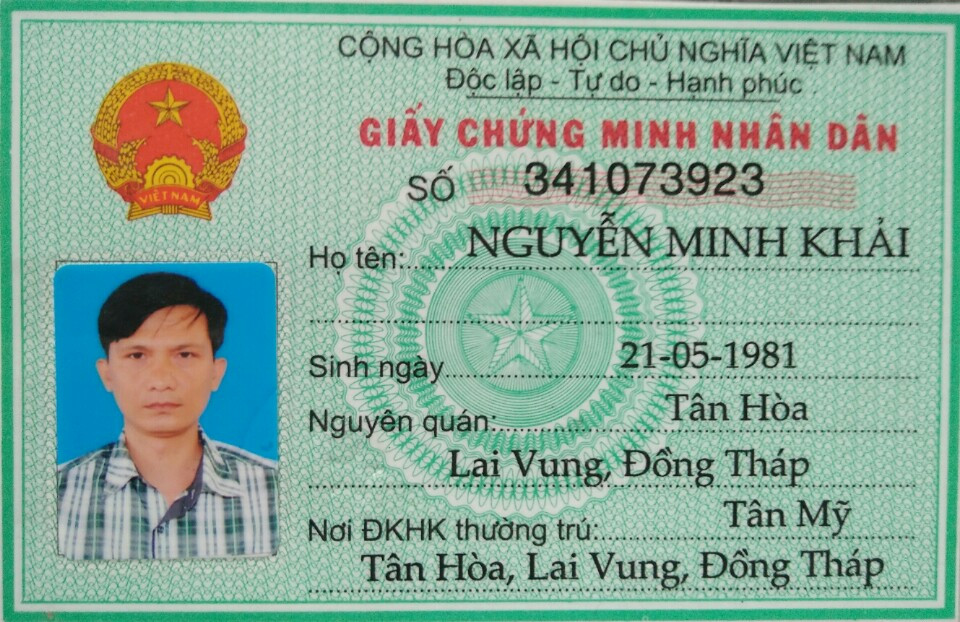 CỘNG HÒA XÃ HỘI CHỦ NGHĨA VIỆT NAM
Độc lập - Tự do - Hạnh phúc
GIẤY CHỨNG MINH NHÂN DÂN
SỐ 341073923
VIỆT NAM
Họ tên: NGUYỄN MINH KHẢI
Sinh ngày 21-05-1981
Nguyên quán: Tân Hòa
Lai Vung, Đồng Tháp
Nơi ĐKHK thường trú: Tân Mỹ
Tân Hòa, Lai Vung, Đồng Tháp